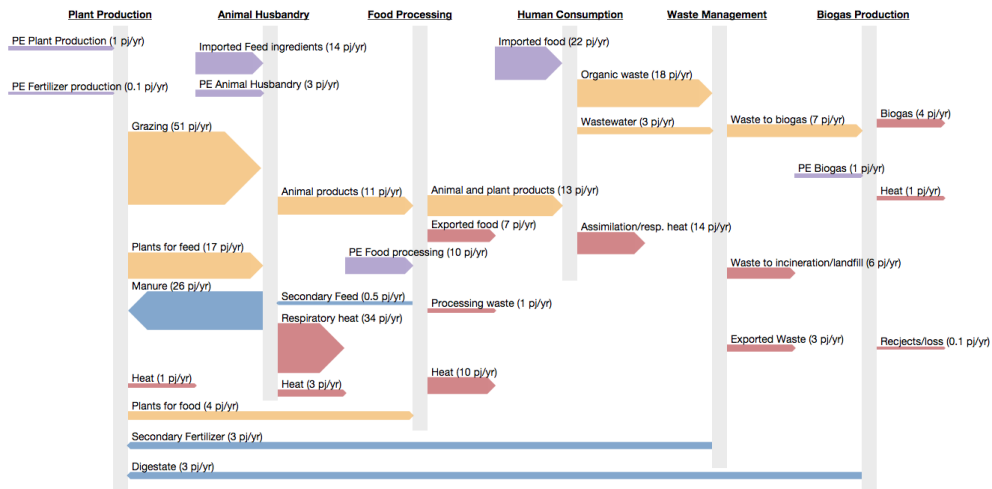 Plant Production
Animal Husbandry
Food Processing
Human Consumption
Waste Management
Biogas Production
PE Plant Production (1 pj/yr)
Imported Feed ingredients (14 pj/yr)
Imported food (22 pj/yr)
Organic waste (18 pj/yr)
PE Fertilizer production (0.1 pj/yr)
PE Animal Husbandry (3 pj/yr)
Grazing (51 pj/yr)
Wastewater (3 pj/yr)
Waste to biogas (7 pj/yr)
Biogas (4 pj/yr)
PE Biogas (1 pj/yr)
Animal products (11 pj/yr)
Animal and plant products (13 pj/yr)
Heat (1 pj/yr)
Exported food (7 pj/yr)
Assimilation/resp. heat (14 pj/yr)
Plants for feed (17 pj/yr)
PE Food processing (10 pj/yr)
Waste to incineration/landfill (6 pj/yr)
Manure (26 pj/yr)
Secondary Feed (0.5 pj/yr)
Processing waste (1 pj/yr)
Respiratory heat (34 pj/yr)
Exported Waste (3 pj/yr)
Recjects/loss (0.1 pj/yr)
Heat (1 pj/yr)
Heat (3 pj/yr)
Heat (10 pj/yr)
Plants for food (4 pj/yr)
Secondary Fertilizer (3 pj/yr)
Digestate (3 pj/yr)